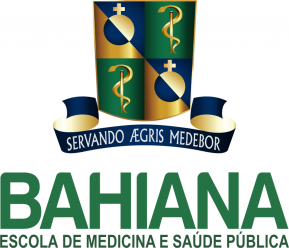 SERVANDO ÆGRIS MEDEBOR
BAHIANA
ESCOLA DE MEDICINA E SAÚDE PÚBLICA